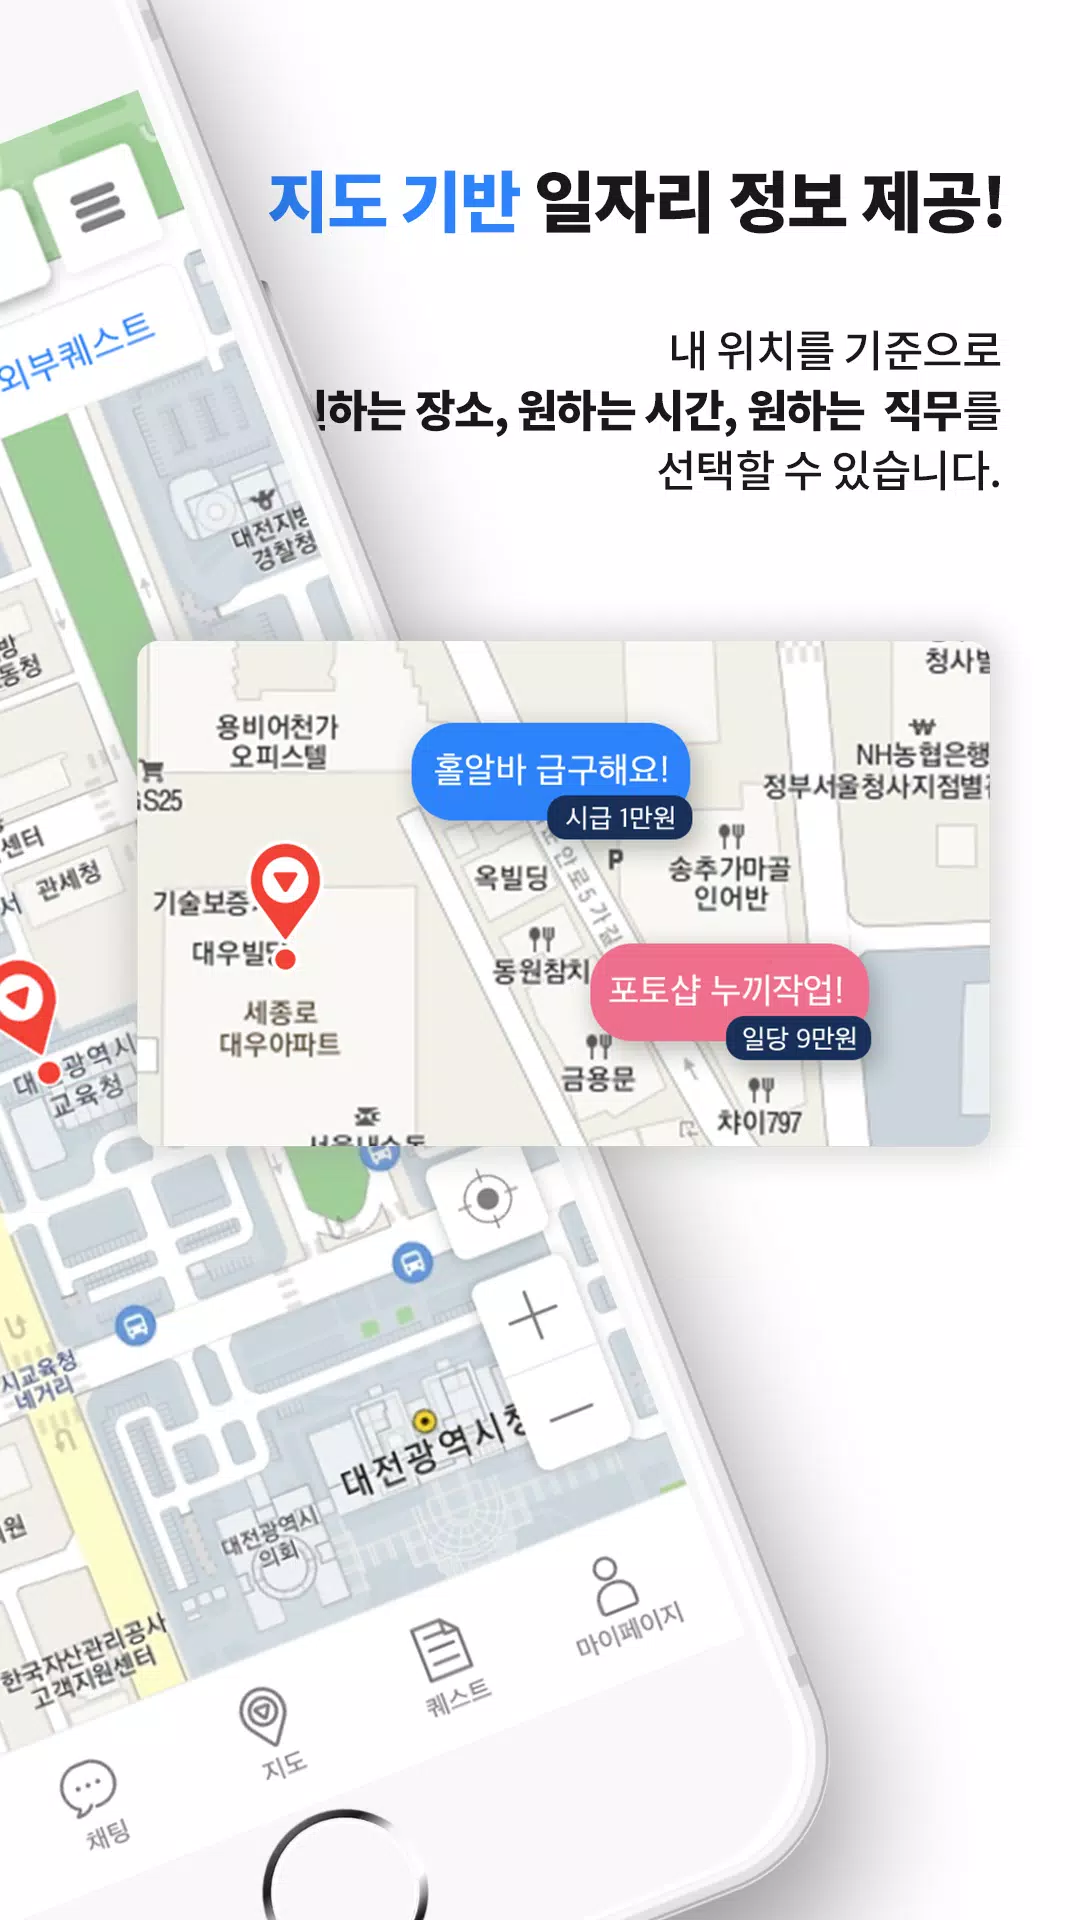 지도 기반 일자리 정보 제공!
내 위치를 기준으로
원하는 장소, 원하는 시간, 원하는 직무를
선택할 수 있습니다.
외부퀘스트
대전지방
경찰청
동청
센터
관세청
청사별
용비어천가
오피스텔
GS25
홀알바 급구해요!
시급 1만원
NH농협은행
정부서울청사지점별관
기술보증
대우빌딩
세종로
대우아파트
옥빌딩
P
송추가마골
인어반
동원참치
포토샵 누끼작업!
일당 9만원
금용문
챠이797
대전광역시
교육청
시교육청
네거리
대전광역시청
대전광역시
의회
한국자산관리공사
고객지원센터
마이페이지
퀘스트
지도
채팅